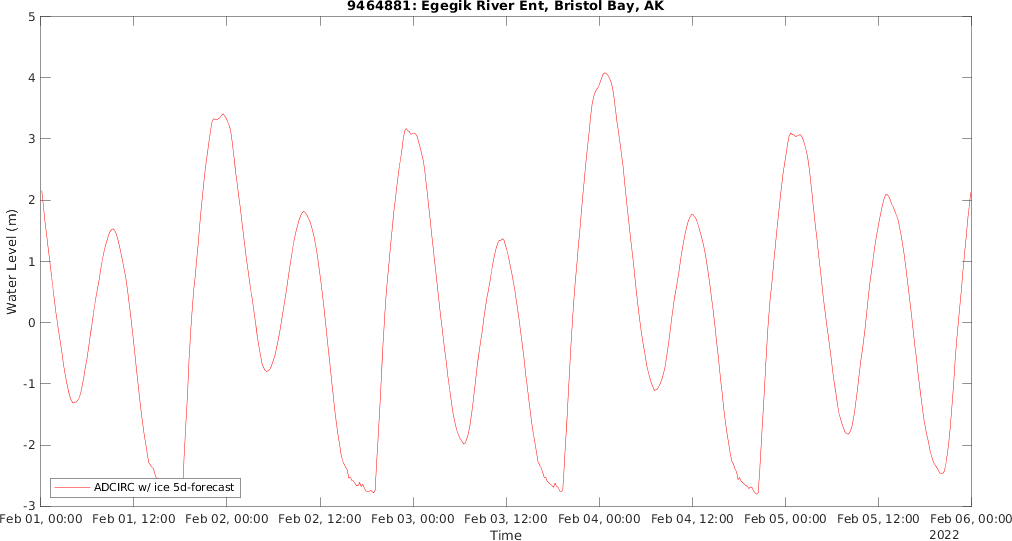 9464881: Egegik River Ent, Bristol Bay, AK
5
4
3
2
1
0
-1
-2
-3
Water Level (m)
ADCIRC w/ ice 5d-forecast
Feb 01, 00:00 Feb 01, 12:00 Feb 02, 00:00 Feb 02, 12:00 Feb 03, 00:00 Feb 03, 12:00 Feb 04, 00:00 Feb 04, 12:00 Feb 05, 00:00 Feb 05, 12:00 Feb 06, 00:00
Time
2022